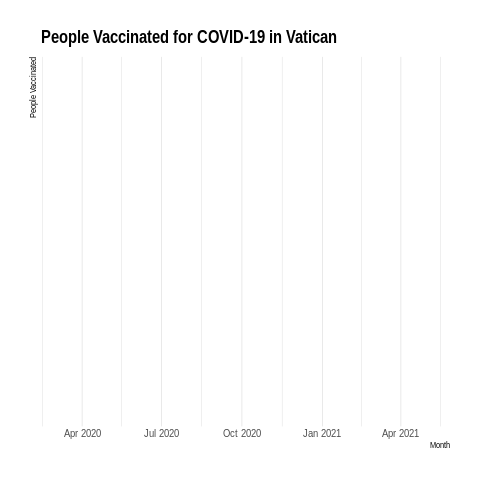 People Vaccinated for COVID-19 in Vatican
People Vaccinated
Apr 2020
Jul 2020
Oct 2020
Jan 2021
Apr 2021
Month